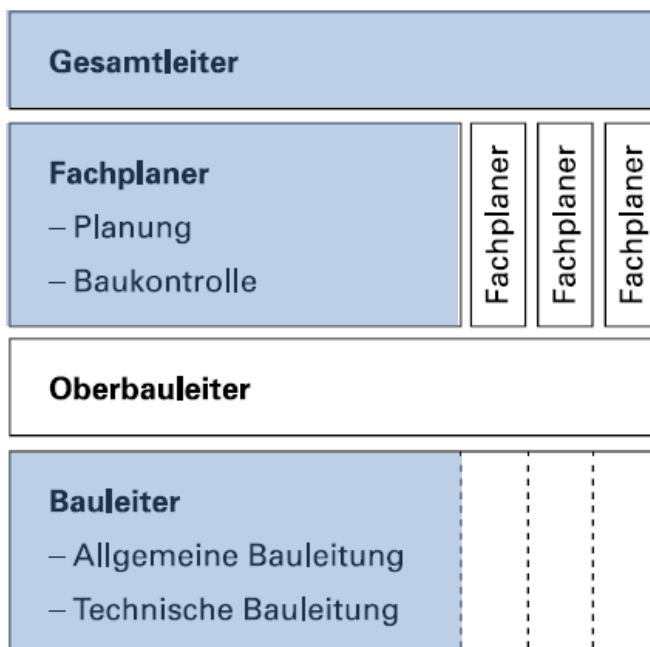 Gesamtleiter
Fachplaner
– Planung
– Baukontrolle
Fachplaner
Fachplaner
Fachplaner
Oberbauleiter
Bauleiter
– Allgemeine Bauleitung
– Technische Bauleitung